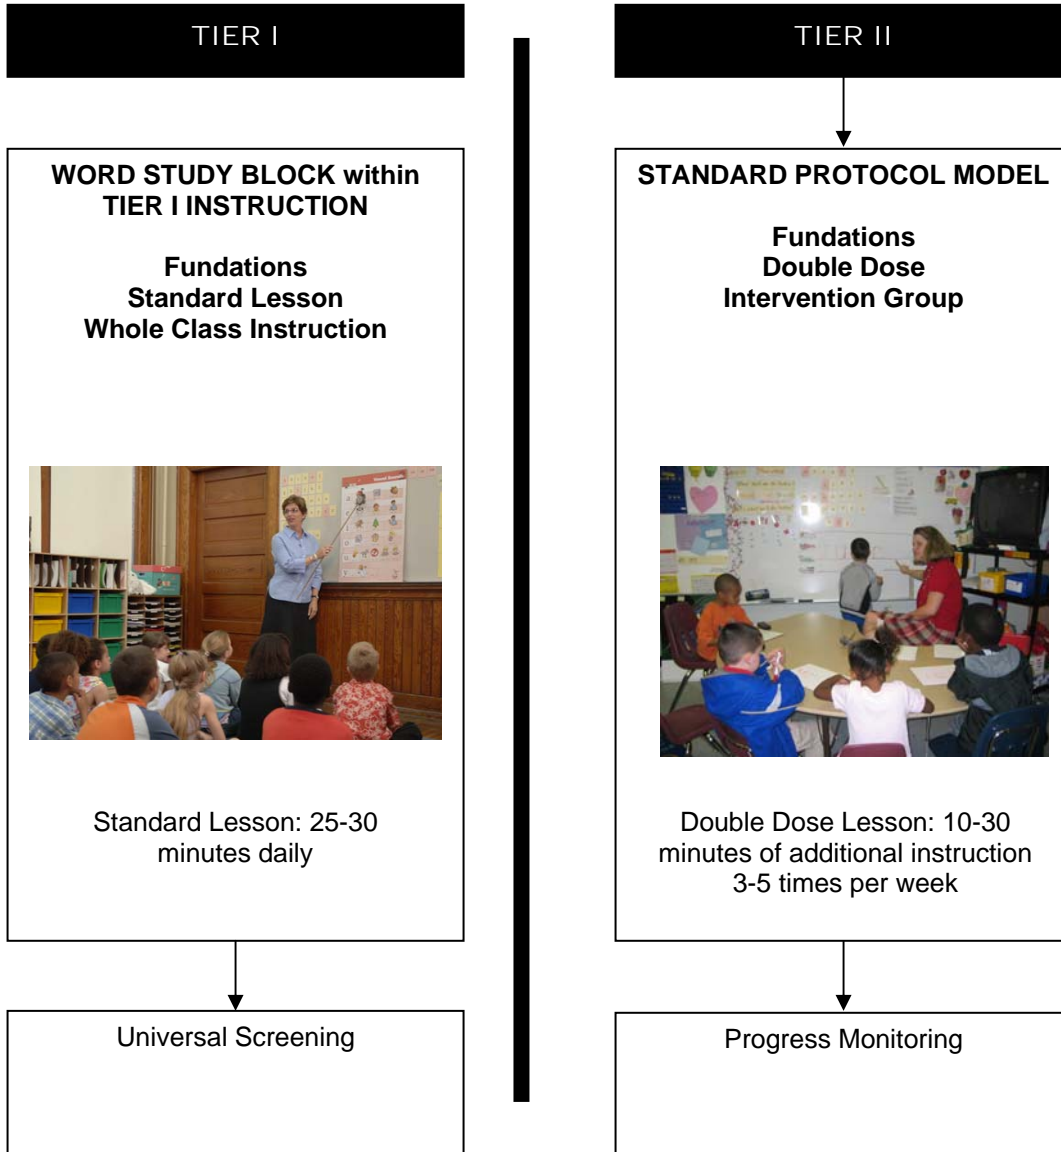 TIER I
WORD STUDY BLOCK within
TIER I INSTRUCTION
Fundations
Standard Lesson
Whole Class Instruction
Standard Lesson: 25-30
minutes daily
Universal Screening
TIER II
STANDARD PROTOCOL MODEL
Fundations
Double Dose
Intervention Group
Double Dose Lesson: 10-30
minutes of additional instruction
3-5 times per week
Progress Monitoring